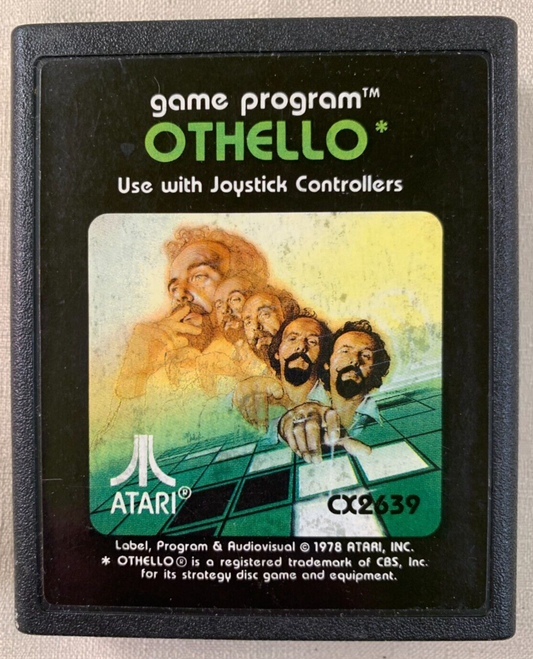 game program™
OTHELLO*
Use with Joystick Controllers
ATARI®
CX2639
Label, Program & Audiovisual © 1978 ATARI, INC.
* OTHELLO® is a registered trademark of CBS, Inc.
for its strategy disc game and equipment.